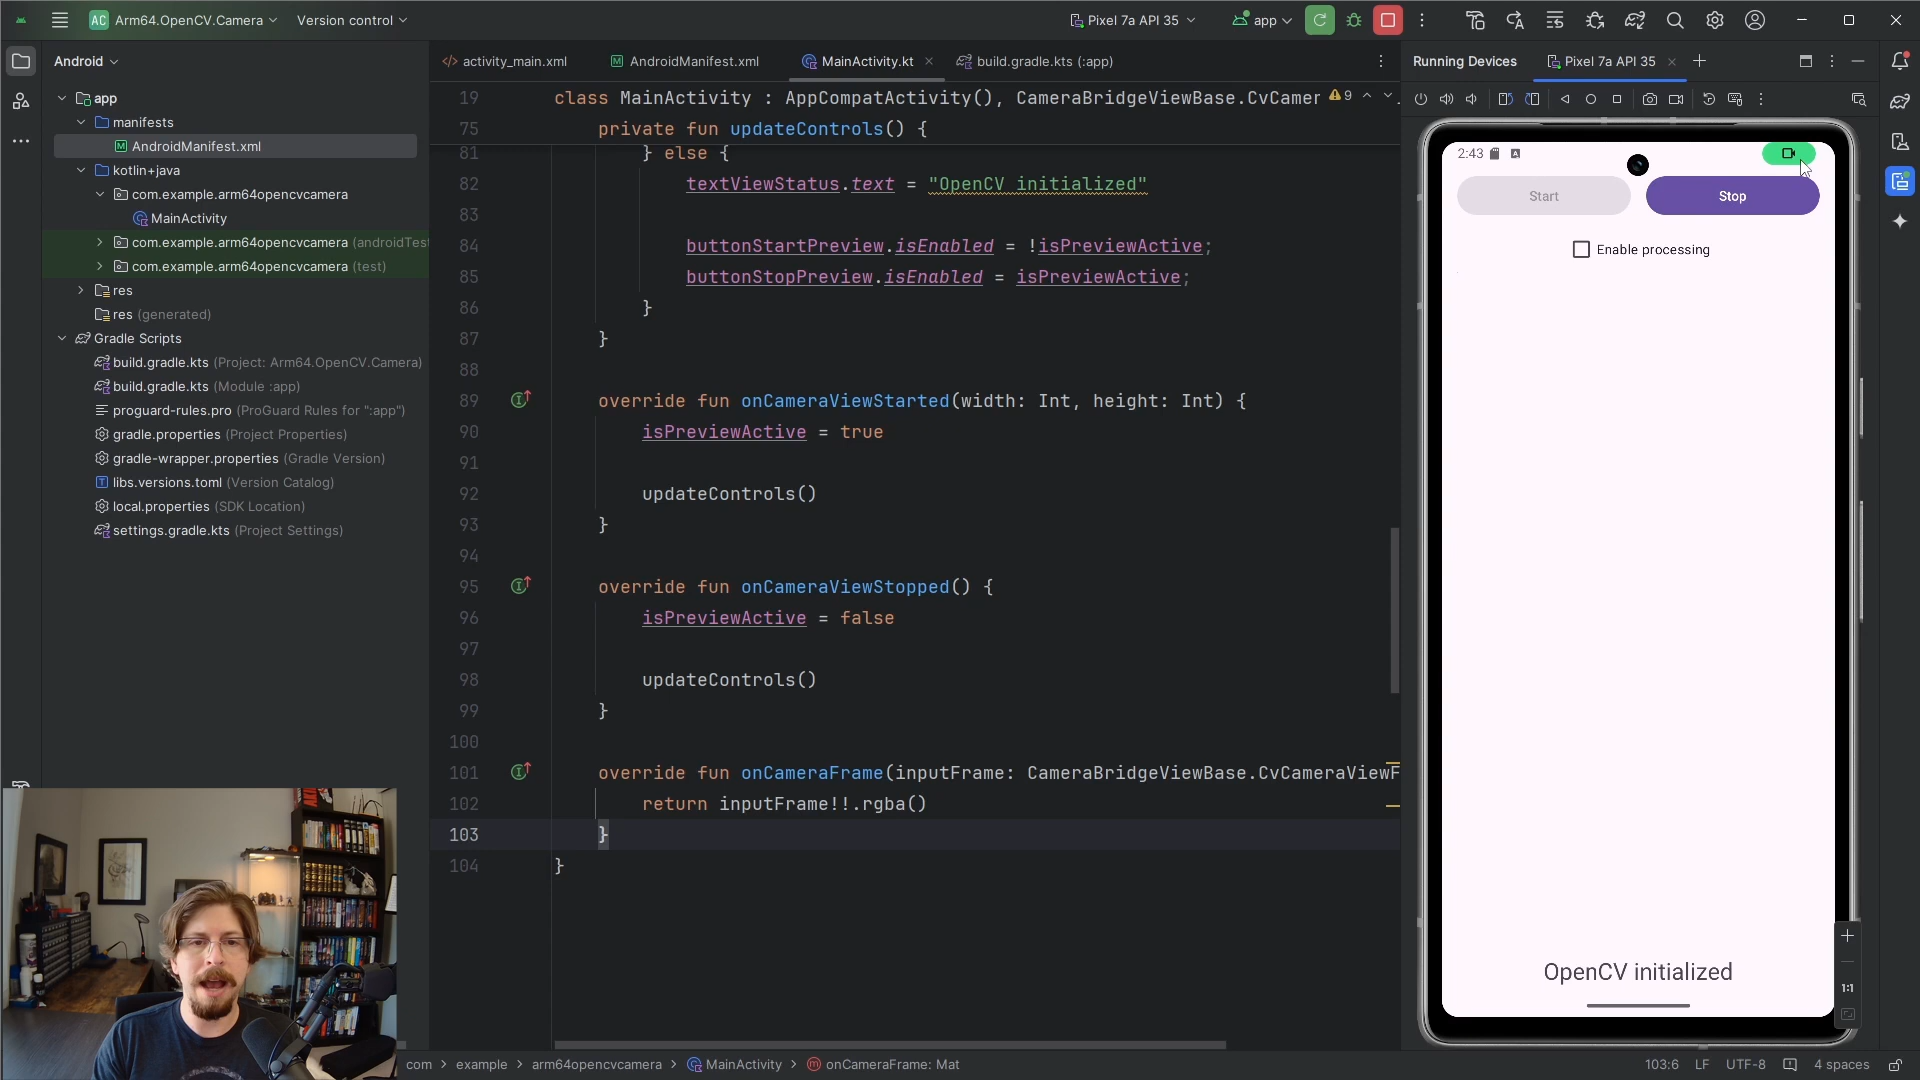 AC Arm64.OpenCV.Camera Version control Pixel 7a API 35 app
Android
app
manifests
AndroidManifest.xml
kotlin+java
com.example.arm64opencvcamera
MainActivity
com.example.arm64opencvcamera (androidTest
com.example.arm64opencvcamera (test)
res
res (generated)
Gradle Scripts
build.gradle.kts (Project: Arm64.OpenCV.Camera)
build.gradle.kts (Module :app)
proguard-rules.pro (ProGuard Rules for ":app")
gradle.properties (Project Properties)
gradle-wrapper.properties (Gradle Version)
libs.versions.toml (Version Catalog)
local.properties (SDK Location)
settings.gradle.kts (Project Settings)
activity_main.xml AndroidManifest.xml MainActivity.kt build.gradle.kts (:app)
19 class MainActivity : AppCompatActivity(), CameraBridgeViewBase.CvCamer 9
75 private fun updateControls() {
81 } else {
82 textViewStatus.text = "OpenCV initialized"
83
84 buttonStartPreview.isEnabled = !isPreviewActive;
85 buttonStopPreview.isEnabled = isPreviewActive;
86 }
87 }
88
89 override fun onCameraViewStarted(width: Int, height: Int) {
90 isPreviewActive = true
91
92 updateControls()
93 }
94
95 override fun onCameraViewStopped() {
96 isPreviewActive = false
97
98 updateControls()
99 }
100
101 override fun onCameraFrame(inputFrame: CameraBridgeViewBase.CvCameraViewF
102 return inputFrame!!.rgba()
103 }
104 }
Running Devices Pixel 7a API 35
2:43
Start Stop
Enable processing
OpenCV initialized
1:1
com > example > arm64opencvcamera > MainActivity > onCameraFrame: Mat
103:6 LF UTF-8 4 spaces